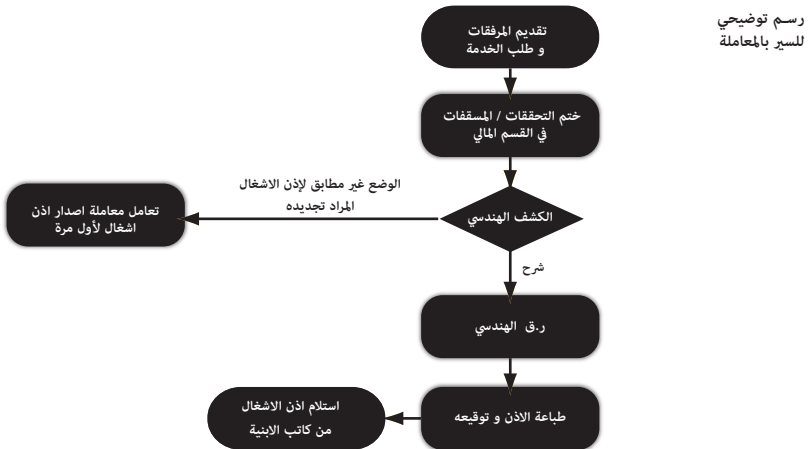 رسم توضيحي
للسير بالمعاملة
تقديم المرفقات
و طلب الخدمة
ختم التحققات / المسقفات
في القسم المالي
الكشف الهندسي
الوضع غير مطابق لإذن الاشغال
المراد تجديده
تعامل معاملة اصدار اذن
اشغال لأول مرة
شرح
ر.ق الهندسي
طباعة الاذن و توقيعه
استلام اذن الاشغال
من كاتب الابنية